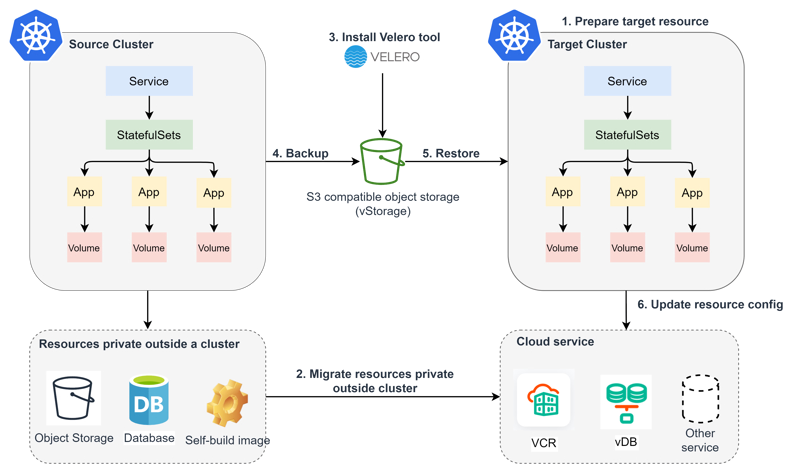 1. Prepare target resource
3. Install Velero tool
Source Cluster
Target Cluster
VELERO
Service
Service
StatefulSets
StatefulSets
4. Backup
5. Restore
App
App
App
App
App
App
S3 compatible object storage
(vStorage)
Volume
Volume
Volume
Volume
Volume
Volume
6. Update resource config
Resources private outside a cluster
Cloud service
2. Migrate resources private
outside cluster
DB
Object Storage
Database
Self-build image
VCR
vDB
Other
service